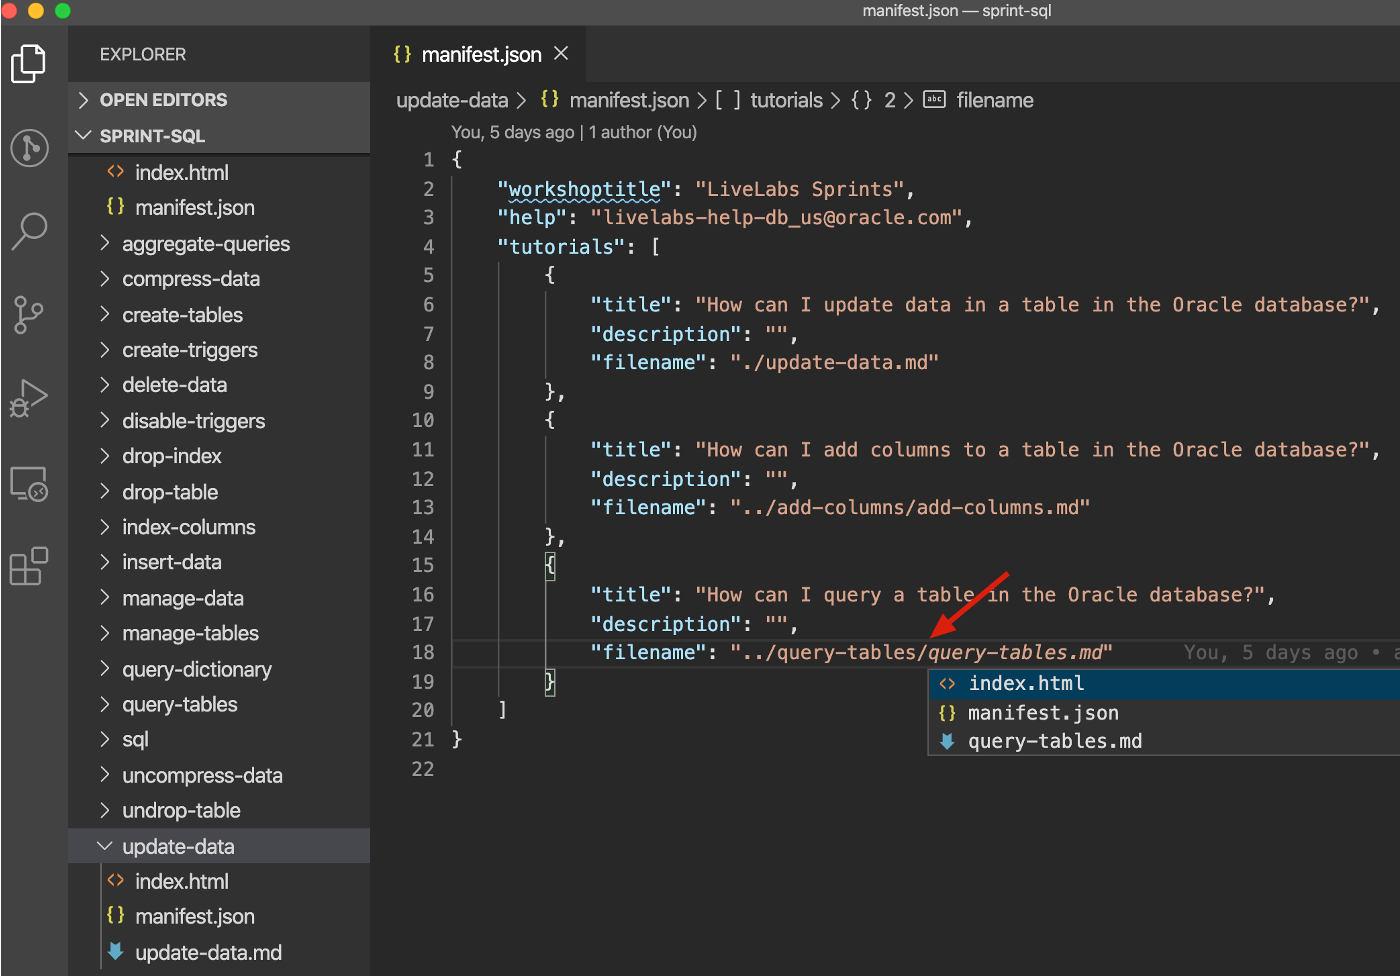 manifest.json — sprint-sql
EXPLORER
OPEN EDITORS
SPRINT-SQL
index.html
manifest.json
aggregate-queries
compress-data
create-tables
create-triggers
delete-data
disable-triggers
drop-index
drop-table
index-columns
insert-data
manage-data
manage-tables
query-dictionary
query-tables
sql
uncompress-data
undrop-table
update-data
index.html
manifest.json
update-data.md
{} manifest.json ×
update-data > {} manifest.json > [ ] tutorials > {} 2 > abc filename
You, 5 days ago | 1 author (You)
1 {
2 "workshoptitle": "LiveLabs Sprints",
3 "help": "livelabs-help-db_us@oracle.com",
4 "tutorials": [
5 {
6 "title": "How can I update data in a table in the Oracle database?",
7 "description": "",
8 "filename": "./update-data.md"
9 },
10 {
11 "title": "How can I add columns to a table in the Oracle database?",
12 "description": "",
13 "filename": "../add-columns/add-columns.md"
14 },
15 {
16 "title": "How can I query a table in the Oracle database?",
17 "description": "",
18 "filename": "../query-tables/query-tables.md" You, 5 days ago • a
19 }
20 ]
21 }
22
index.html
{} manifest.json
query-tables.md